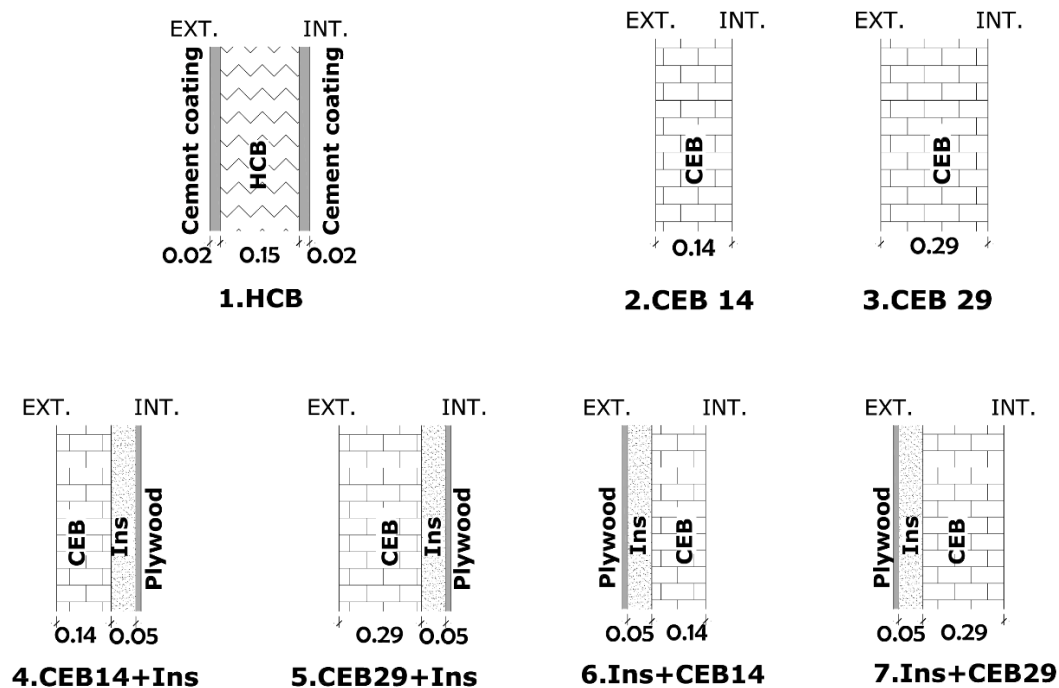 EXT. INT.
Cement coating
HCB
Cement coating
0.02 0.15 0.02
1.HCB
EXT. INT.
CEB
0.14
2.CEB 14
EXT. INT.
CEB
0.29
3.CEB 29
EXT. INT.
CEB
Ins
Plywood
0.14 0.05
4.CEB14+Ins
EXT. INT.
CEB
Ins
Plywood
0.29 0.05
5.CEB29+Ins
EXT. INT.
Plywood
Ins
CEB
0.05 0.14
6.Ins+CEB14
EXT. INT.
Plywood
Ins
CEB
0.05 0.29
7.Ins+CEB29